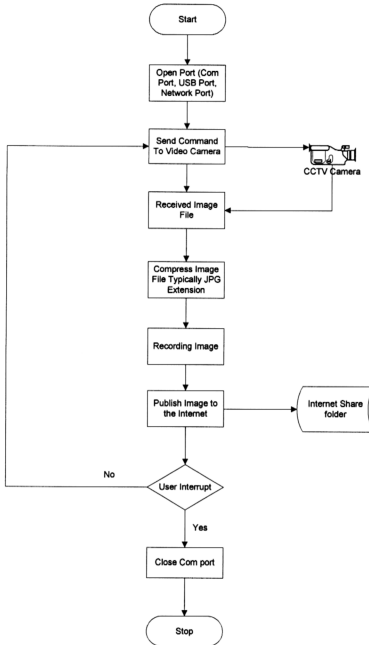 Start
Open Port (Com
Port, USB Port,
Network Port)
Send Command
To Video Camera
CCTV Camera
Received Image
File
Compress Image
File Typically JPG
Extension
Recording Image
Publish Image to
the Internet
Internet Share
folder
No
User Interrupt
Yes
Close Com port
Stop